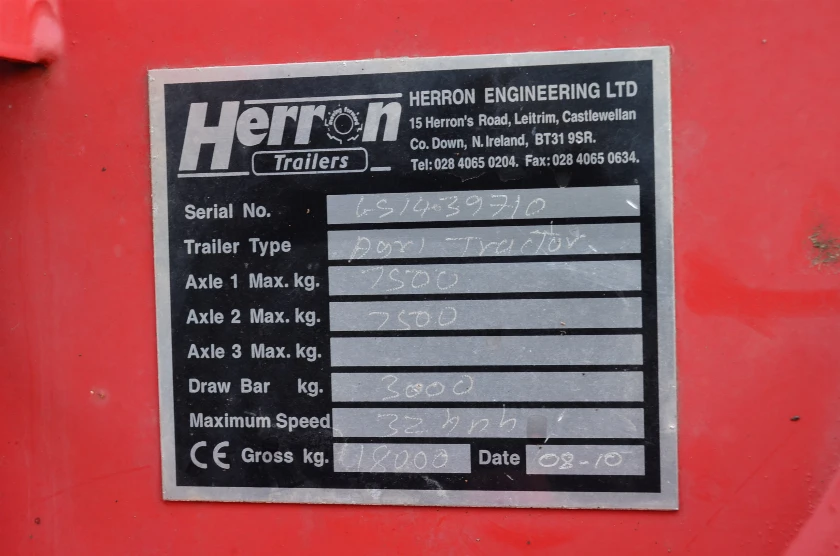 Herron
Trailers
HERRON ENGINEERING LTD
15 Herron's Road, Leitrim, Castlewellan
Co. Down, N. Ireland, BT31 9SR.
Tel: 028 4065 0204. Fax: 028 4065 0634.
Serial No.
Trailer Type Tractor
Axle 1 Max. kg. 7500
Axle 2 Max. kg. 7500
Axle 3 Max. kg.
Draw Bar kg. 3000
Maximum Speed 32
CE Gross kg. 18000 Date 08-10